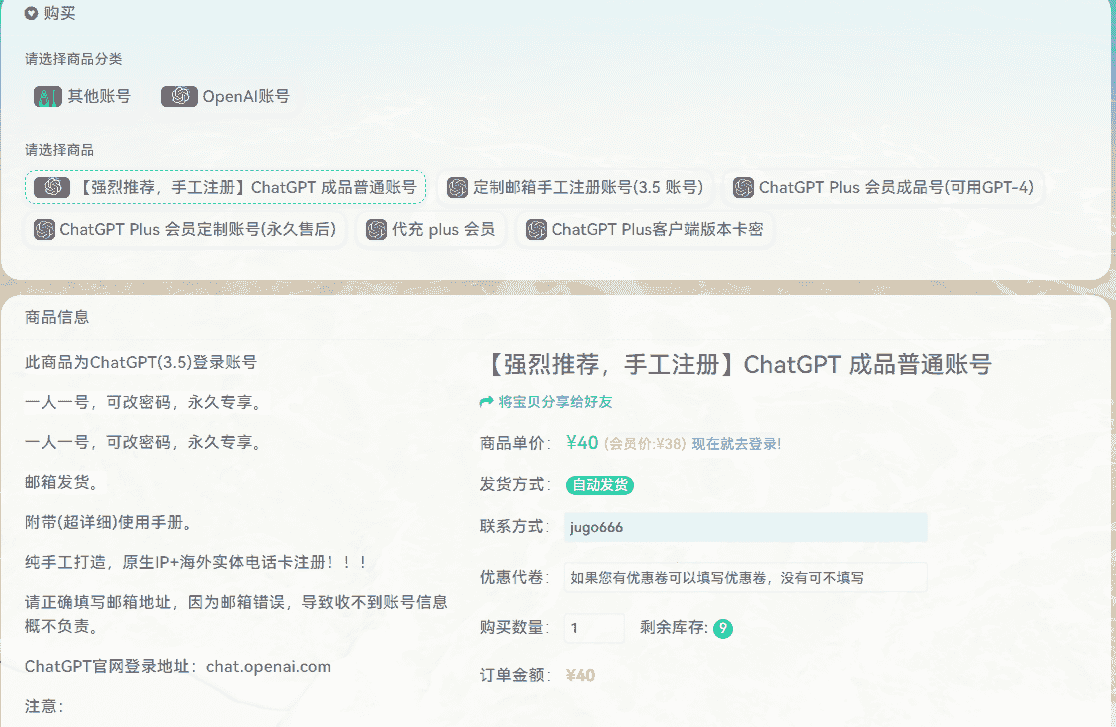 购买
请选择商品分类
其他账号 OpenAI账号
请选择商品
【强烈推荐，手工注册】ChatGPT 成品普通账号 定制邮箱手工注册账号(3.5 账号) ChatGPT Plus 会员成品号(可用GPT-4)
ChatGPT Plus 会员定制账号(永久售后) 代充 plus 会员 ChatGPT Plus客户端版本卡密
商品信息
此商品为ChatGPT(3.5)登录账号
一人一号，可改密码，永久专享。
一人一号，可改密码，永久专享。
邮箱发货。
附带(超详细)使用手册。
纯手工打造，原生IP+海外实体电话卡注册！！！
请正确填写邮箱地址，因为邮箱错误，导致收不到账号信息
概不负责。
ChatGPT官网登录地址：chat.openai.com
注意：
【强烈推荐，手工注册】ChatGPT 成品普通账号
将宝贝分享给好友
商品单价： ¥40 (会员价:¥38) 现在就去登录!
发货方式： 自动发货
联系方式： jugo666
优惠代卷： 如果您有优惠卷可以填写优惠卷，没有可不填写
购买数量： 1 剩余库存: 9
订单金额： ¥40